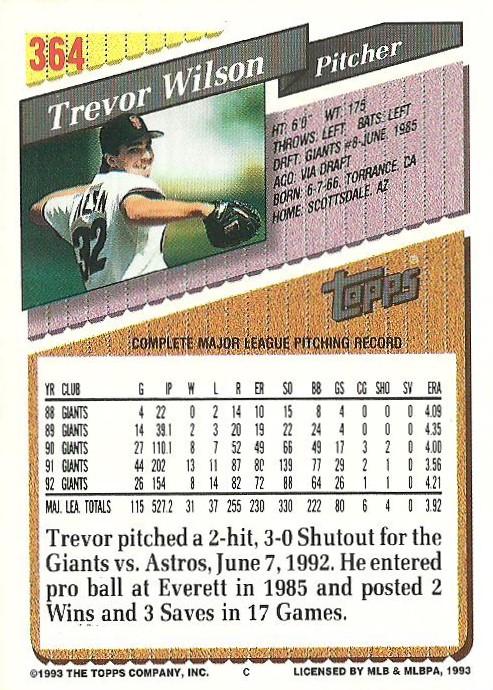 364
Trevor Wilson
Pitcher
HT: 6'0" WT: 175
THROWS: LEFT BATS: LEFT
DRFT: GIANTS #8-JUNE, 1985
ACQ: VIA DRAFT
BORN: 6-7-66, TORRANCE, CA
HOME: SCOTTSDALE, AZ
32
topps
COMPLETE MAJOR LEAGUE PITCHING RECORD
YR CLUB G IP W L R ER SO BB GS CG SHO SV ERA
88 GIANTS 4 22 0 2 14 10 15 8 4 0 0 0 4.09
89 GIANTS 14 39.1 2 3 20 19 22 24 4 0 0 0 4.35
90 GIANTS 27 110.1 8 7 52 49 66 49 17 3 2 0 4.00
91 GIANTS 44 202 13 11 87 80 139 77 29 2 1 0 3.56
92 GIANTS 26 154 8 14 82 72 88 64 26 1 1 0 4.21
MAJ. LEA. TOTALS 115 527.2 31 37 255 230 330 222 80 6 4 0 3.92
Trevor pitched a 2-hit, 3-0 Shutout for the
Giants vs. Astros, June 7, 1992. He entered
pro ball at Everett in 1985 and posted 2
Wins and 3 Saves in 17 Games.
©1993 THE TOPPS COMPANY, INC. C LICENSED BY MLB & MLBPA, 1993